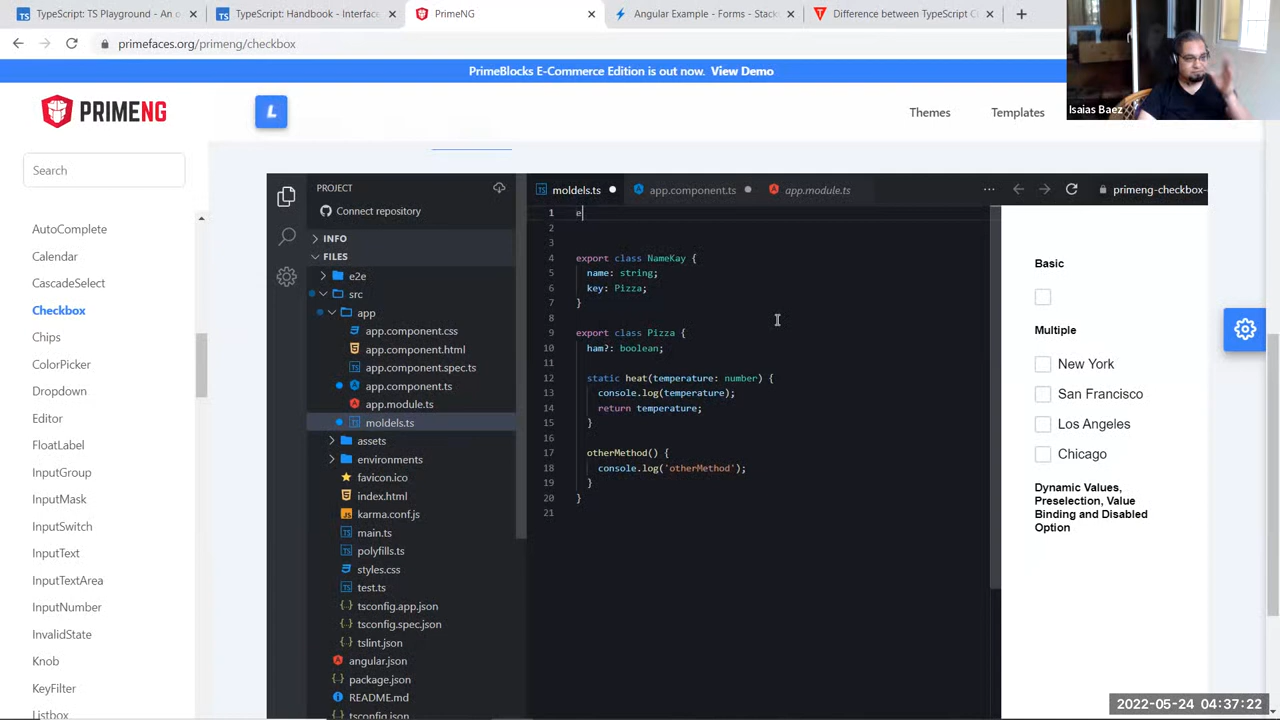 TypeScript: TS Playground - An o
TypeScript: Handbook - Interface
PrimeNG
Angular Example - Forms - Stack
Difference between TypeScript C
primefaces.org/primeng/checkbox
PrimeBlocks E-Commerce Edition is out now. View Demo
PRIMENG
L
Themes
Templates
Isaias Baez
Search
AutoComplete
Calendar
CascadeSelect
Checkbox
Chips
ColorPicker
Dropdown
Editor
FloatLabel
InputGroup
InputMask
InputSwitch
InputText
InputTextArea
InputNumber
InvalidState
Knob
KeyFilter
Listbox
PROJECT
Connect repository
INFO
FILES
e2e
src
app
app.component.css
app.component.html
app.component.spec.ts
app.component.ts
app.module.ts
moldels.ts
assets
environments
favicon.ico
index.html
karma.conf.js
main.ts
polyfills.ts
styles.css
test.ts
tsconfig.app.json
tsconfig.spec.json
tslint.json
angular.json
package.json
README.md
tsconfig.json
moldels.ts
app.component.ts
app.module.ts
1 e
2
3
4 export class NameKay {
5 name: string;
6 key: Pizza;
7 }
8
9 export class Pizza {
10 ham?: boolean;
11
12 static heat(temperature: number) {
13 console.log(temperature);
14 return temperature;
15 }
16
17 otherMethod() {
18 console.log('otherMethod');
19 }
20 }
21
primeng-checkbox-
Basic
Multiple
New York
San Francisco
Los Angeles
Chicago
Dynamic Values,
Preselection, Value
Binding and Disabled
Option
2022-05-24 04:37:22